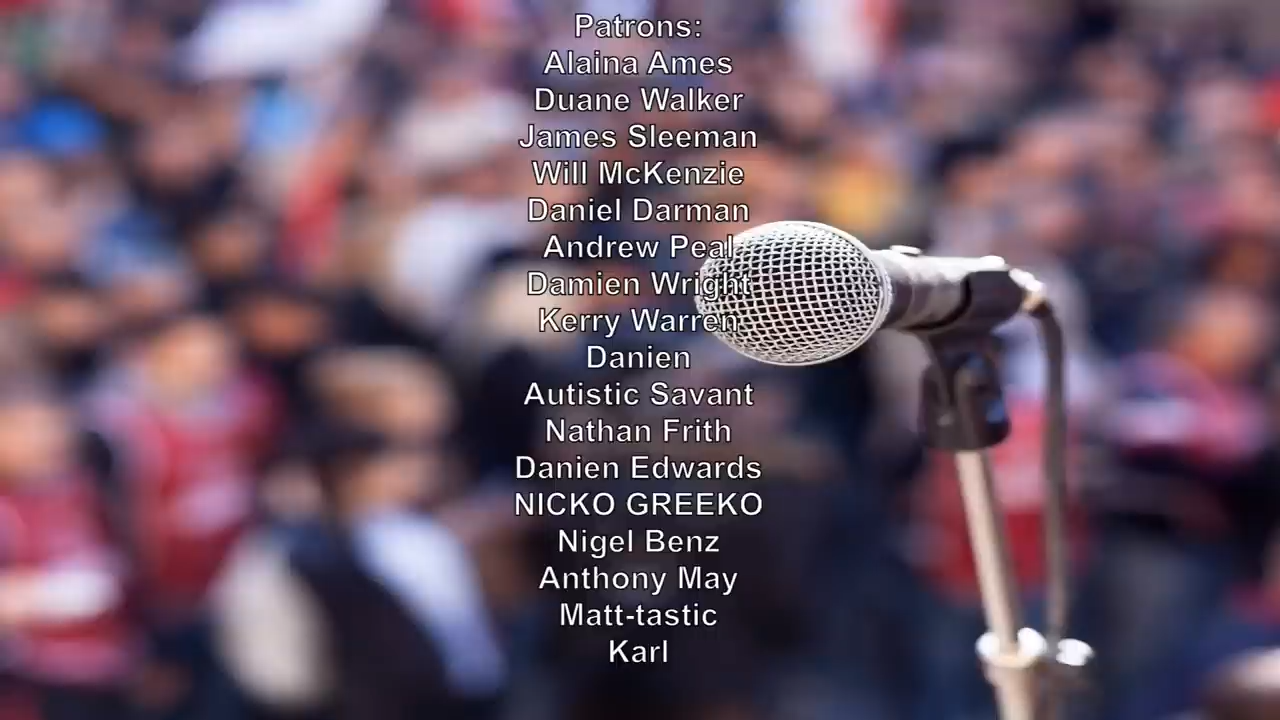 Patrons:
Alaina Ames
Duane Walker
James Sleeman
Will McKenzie
Daniel Darman
Andrew Peal
Damien Wright
Kerry Warren
Danien
Autistic Savant
Nathan Frith
Danien Edwards
NICKO GREEKO
Nigel Benz
Anthony May
Matt-tastic
Karl